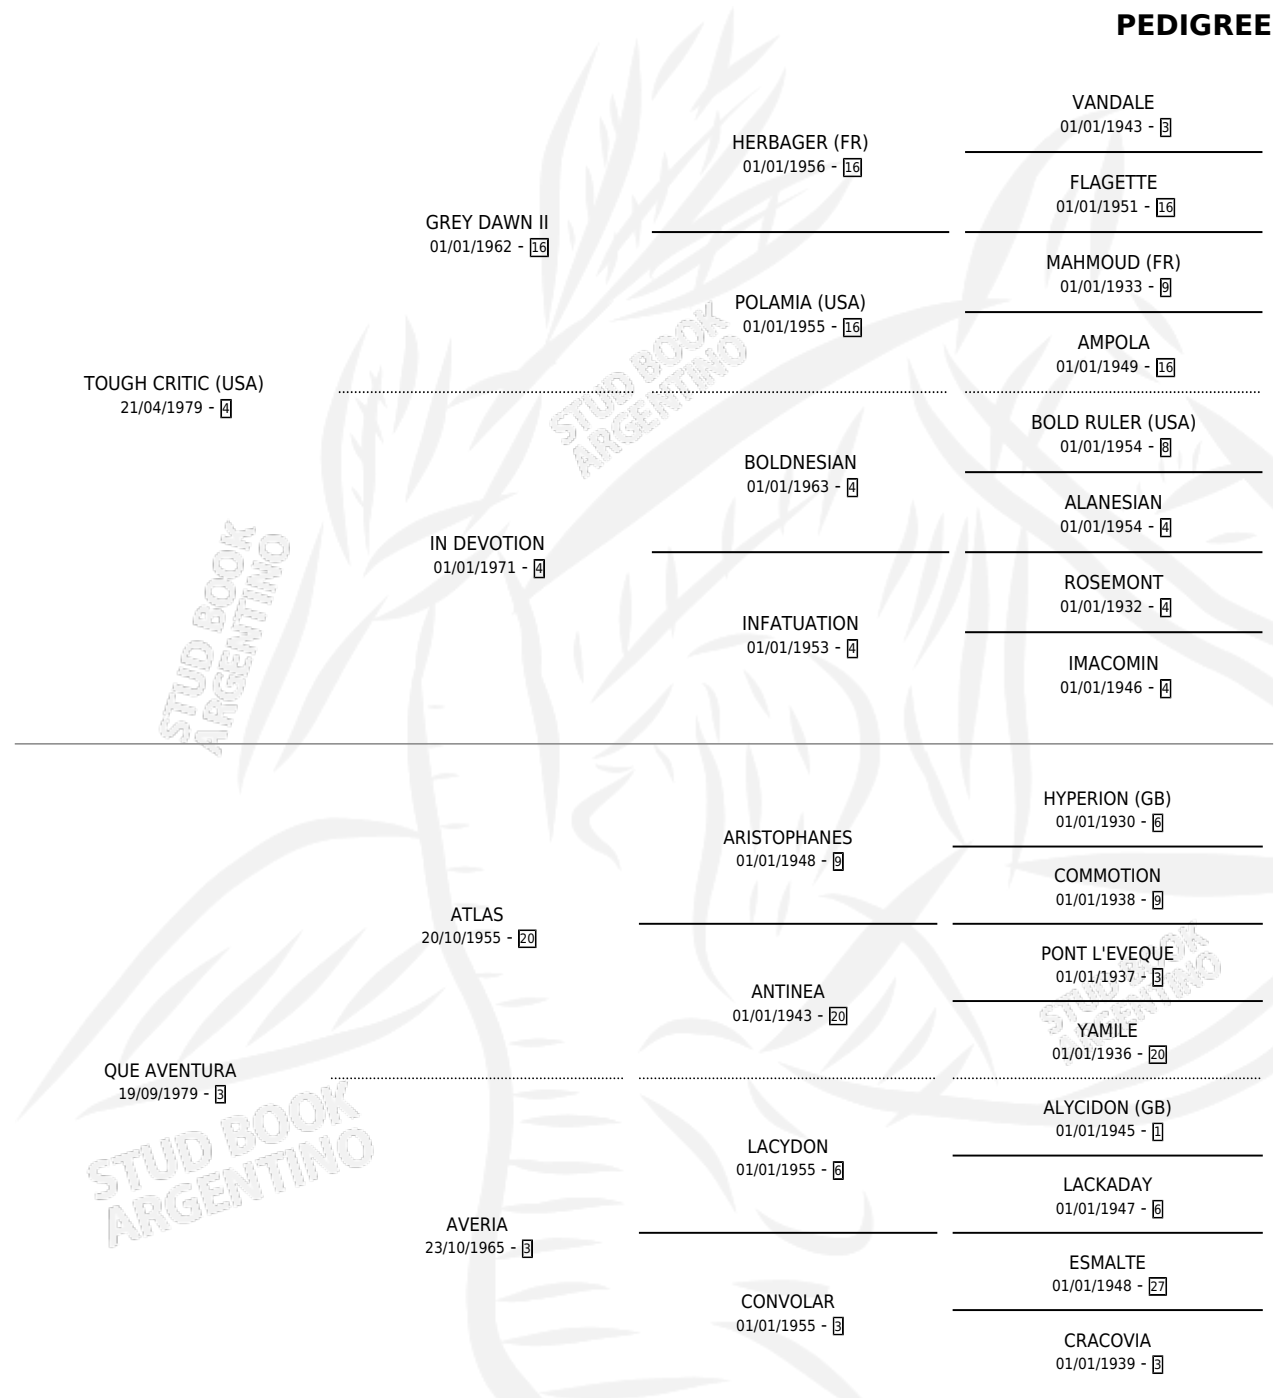 PEDIGREE
VANDALE
01/01/1943 - 3
HERBAGER (FR)
01/01/1956 - 16
FLAGETTE
01/01/1951 - 16
GREY DAWN II
01/01/1962 - 16
MAHMOUD (FR)
01/01/1933 - 9
POLAMIA (USA)
01/01/1955 - 16
AMPOLA
01/01/1949 - 16
TOUGH CRITIC (USA)
21/04/1979 - 4
BOLD RULER (USA)
01/01/1954 - 8
BOLDNESIAN
01/01/1963 - 4
ALANESIAN
01/01/1954 - 4
IN DEVOTION
01/01/1971 - 4
ROSEMONT
01/01/1932 - 4
INFATUATION
01/01/1953 - 4
IMACOMIN
01/01/1946 - 4
HYPERION (GB)
01/01/1930 - 6
ARISTOPHANES
01/01/1948 - 9
COMMOTION
01/01/1938 - 9
ATLAS
20/10/1955 - 20
PONT L'EVEQUE
01/01/1937 - 3
ANTINEA
01/01/1943 - 20
YAMILE
01/01/1936 - 20
QUE AVENTURA
19/09/1979 - 3
ALYCIDON (GB)
01/01/1945 - 1
LACYDON
01/01/1955 - 6
LACKADAY
01/01/1947 - 6
AVERIA
23/10/1965 - 3
ESMALTE
01/01/1948 - 27
CONVOLAR
01/01/1955 - 3
CRACOVIA
01/01/1939 - 3
STUD BOOK
ARGENTINO
STUD BOOK
ARGENTINO
STUD BOOK
ARGENTINO
STUD BOOK
ARGENTINO